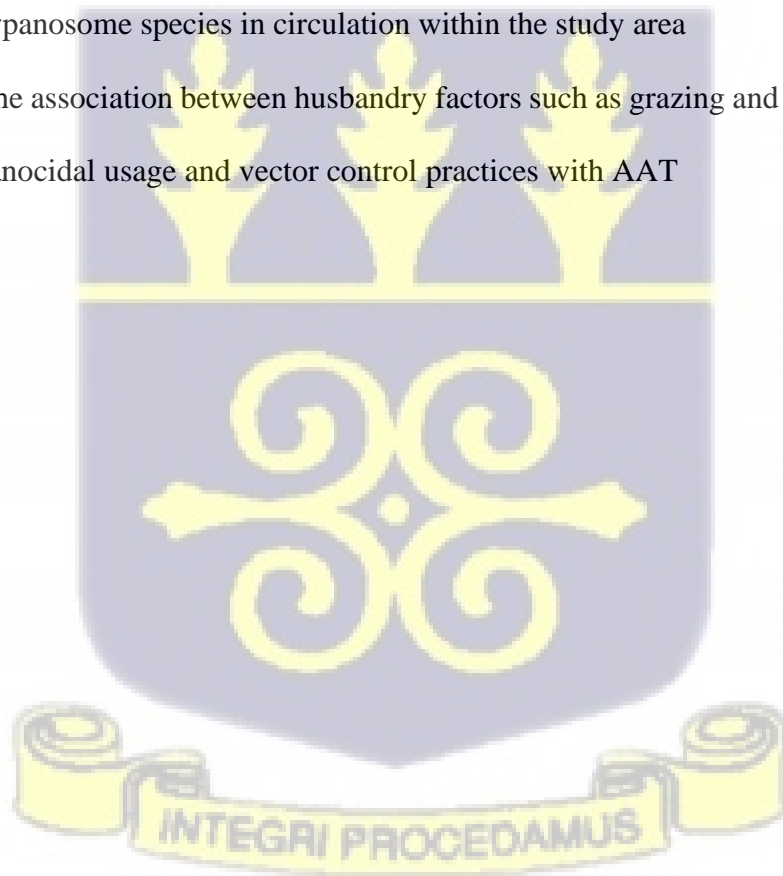 ypanosome species in circulation within the study area
ne association between husbandry factors such as grazing and
anocidal usage and vector control practices with AAT
INTEGRI PROCEDAMUS